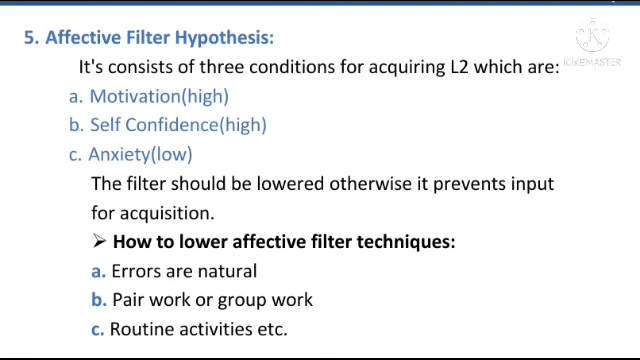 5. Affective Filter Hypothesis:
It's consists of three conditions for acquiring L2 which are:
a. Motivation(high)
b. Self Confidence(high)
c. Anxiety(low)
The filter should be lowered otherwise it prevents input
for acquisition.
➤ How to lower affective filter techniques:
a. Errors are natural
b. Pair work or group work
c. Routine activities etc.
KINEMASTER